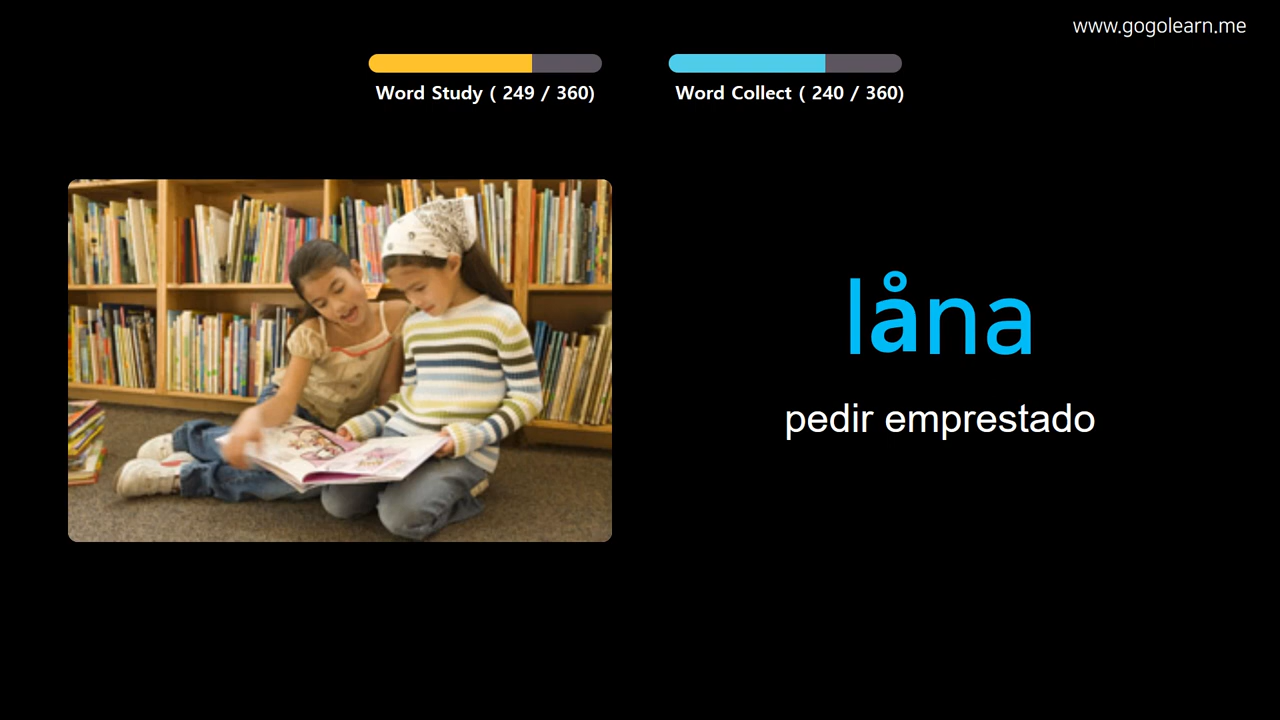 www.gogolearn.me
Word Study ( 249 / 360)
Word Collect ( 240 / 360)
låna
pedir emprestado